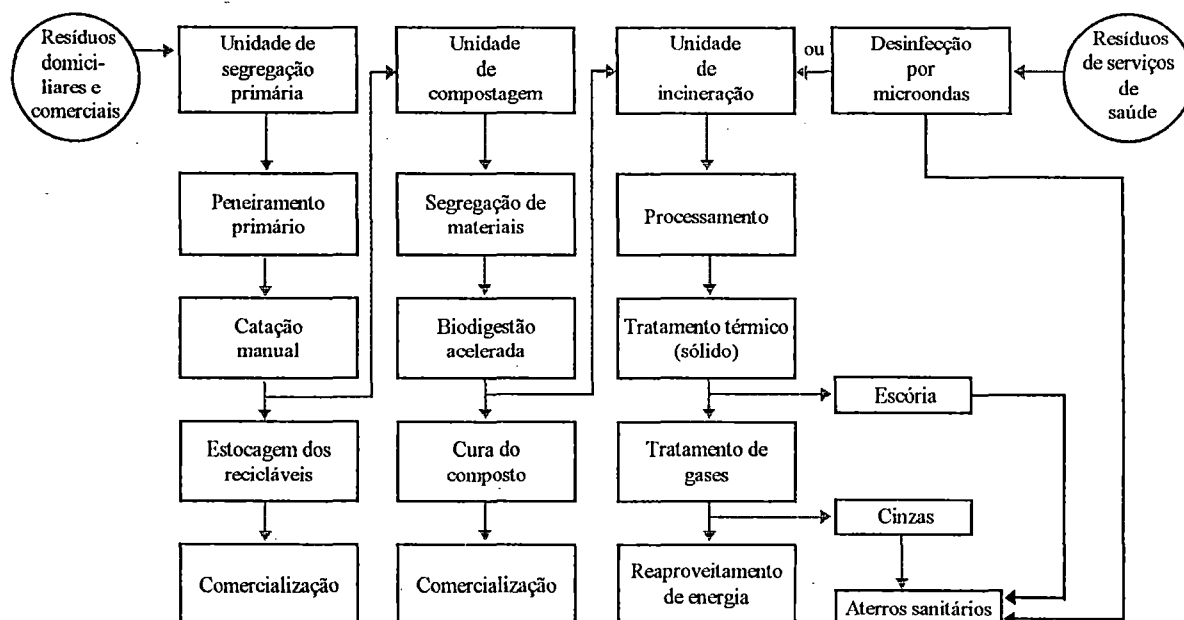 Resíduos
domici-
liares e
comerciais
Unidade de
segregação
primária
Unidade
de
compostagem
Unidade
de
incineração
ou
Desinfecção
por
microondas
Resíduos
de serviços
de
saúde
Peneiramento
primário
Segregação de
materiais
Processamento
Catação
manual
Biodigestão
acelerada
Tratamento térmico
(sólido)
Escória
Estocagem dos
recicláveis
Cura do
composto
Tratamento de
gases
Cinzas
Comercialização
Comercialização
Reaproveitamento
de energia
Aterros sanitários